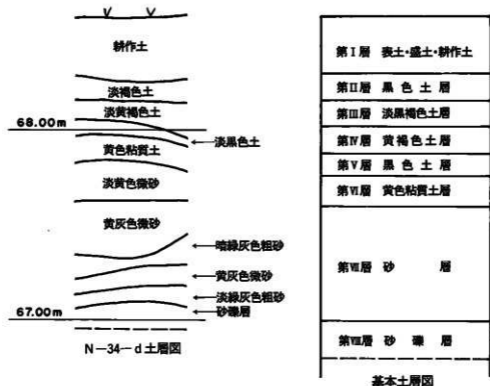 耕作土
淡褐色土
淡黄褐色土
68.00m
淡黒色土
黄色粘質土
淡黄色微砂
黄灰色微砂
暗緑灰色粗砂
黄灰色微砂
淡緑灰色粗砂
砂礫層
67.00m
N－34－d土層図
第Ⅰ層 表土・盛土・耕作土
第Ⅱ層 黒色土層
第Ⅲ層 淡黒褐色土層
第Ⅳ層 黄褐色土層
第Ⅴ層 黒色土層
第Ⅵ層 黄色粘質土層
第Ⅶ層 砂層
第Ⅷ層 砂礫層
基本土層図